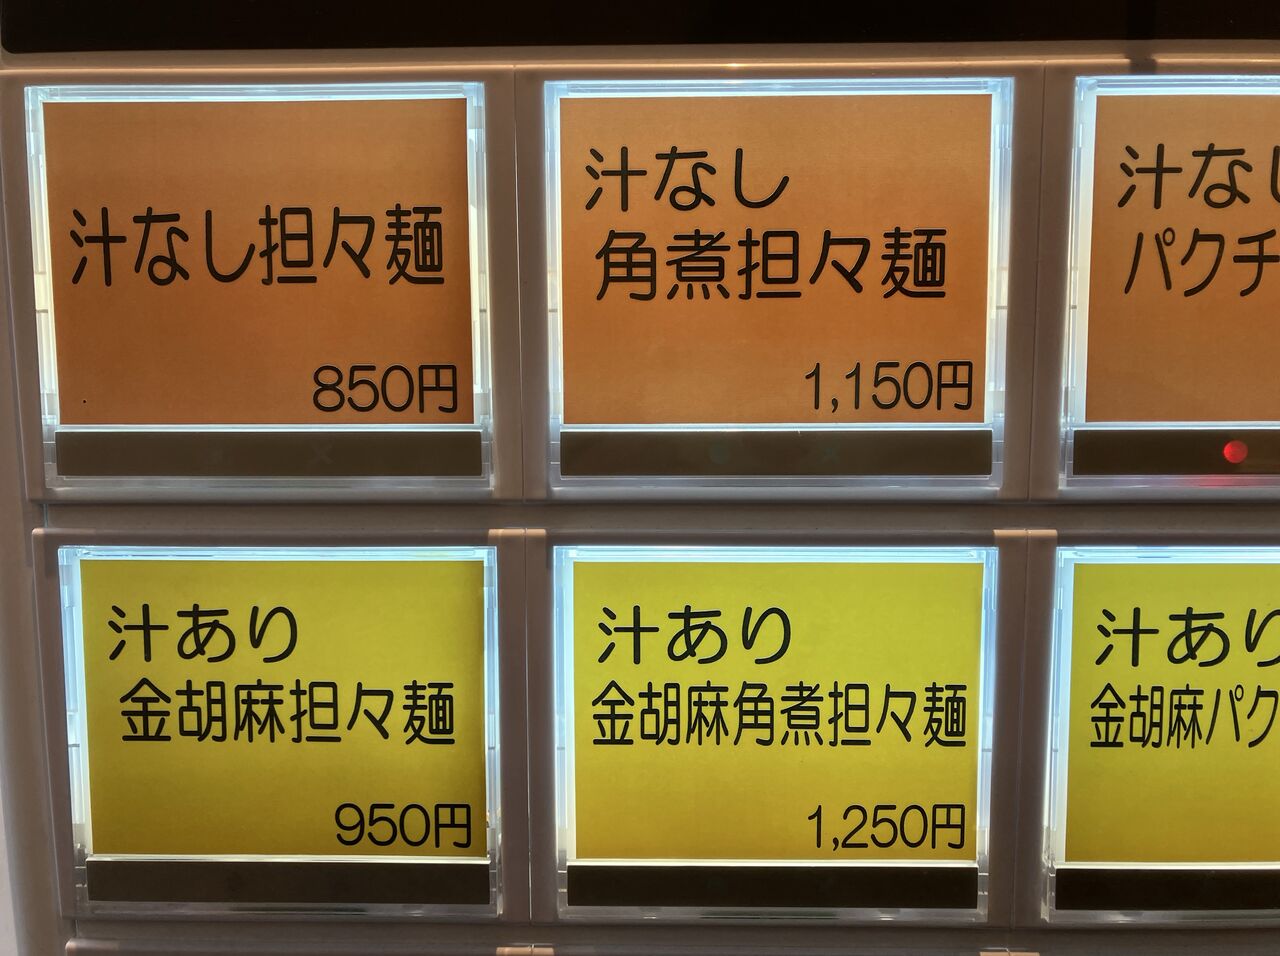 汁なし担々麺
850円
汁なし
角煮担々麺
1,150円
汁なし
パクチ
汁あり
金胡麻担々麺
950円
汁あり
金胡麻角煮担々麺
1,250円
汁あり
金胡麻パク